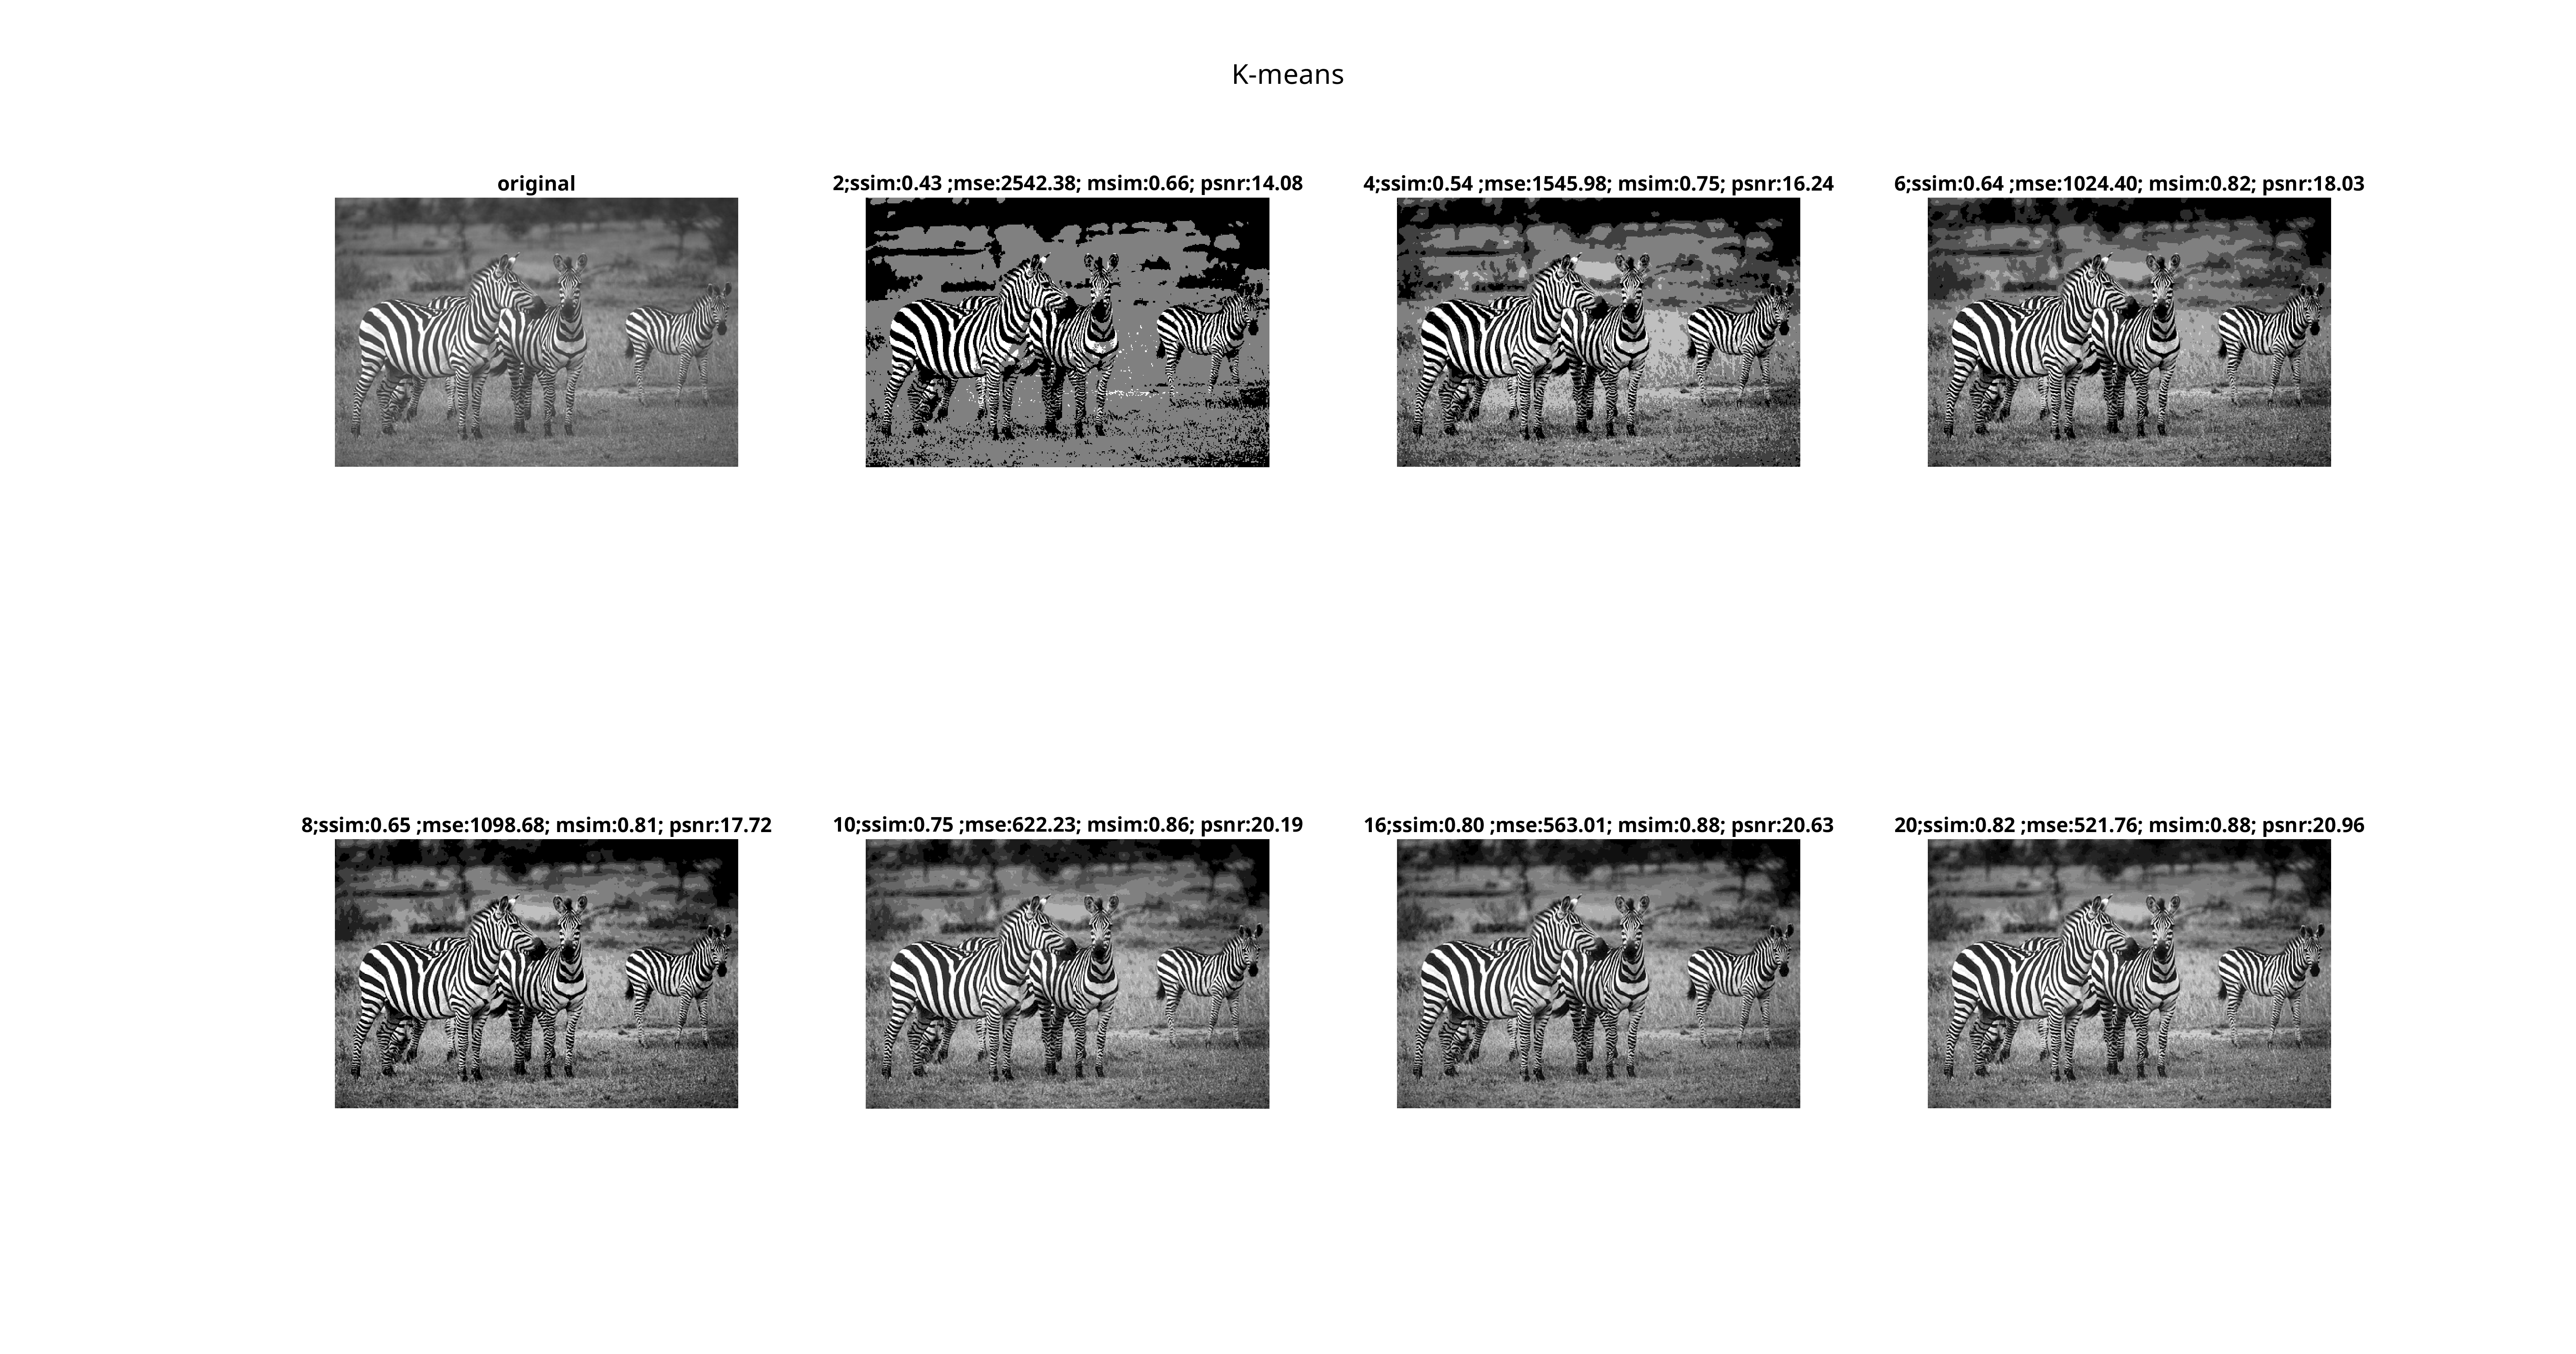 K-means
original
2;ssim:0.43 ;mse:2542.38; msim:0.66; psnr:14.08
4;ssim:0.54 ;mse:1545.98; msim:0.75; psnr:16.24
6;ssim:0.64 ;mse:1024.40; msim:0.82; psnr:18.03
8;ssim:0.65 ;mse:1098.68; msim:0.81; psnr:17.72
10;ssim:0.75 ;mse:622.23; msim:0.86; psnr:20.19
16;ssim:0.80 ;mse:563.01; msim:0.88; psnr:20.63
20;ssim:0.82 ;mse:521.76; msim:0.88; psnr:20.96